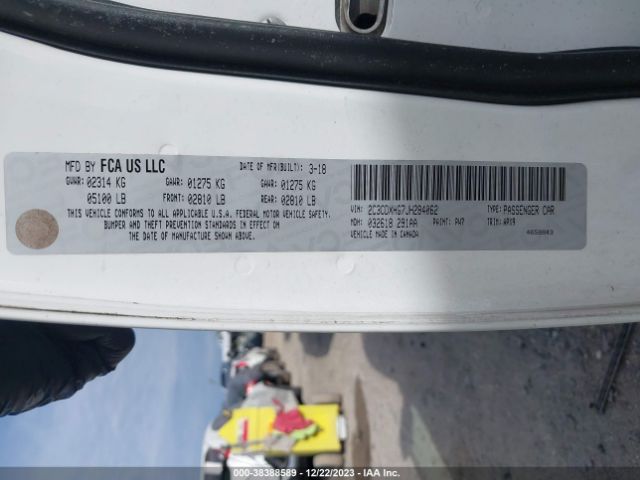 MFD BY FCA US LLC
DATE OF MFR(BUILT): 3-18
GVWR: 02314 KG GAWR: 01275 KG GAWR: 01275 KG
05100 LB FRONT: 02810 LB REAR: 02810 LB
THIS VEHICLE CONFORMS TO ALL APPLICABLE U.S.A. FEDERAL MOTOR VEHICLE SAFETY,
BUMPER AND THEFT PREVENTION STANDARDS IN EFFECT ON
THE DATE OF MANUFACTURE SHOWN ABOVE.
VIN: 2C3CDXHG7JH294062 TYPE: PASSENGER CAR
MDH: 032618 291AA PAINT: PW7 TRIM: APX9
VEHICLE MADE IN CANADA
000-38388589 - 12/22/2023 - IAA Inc.